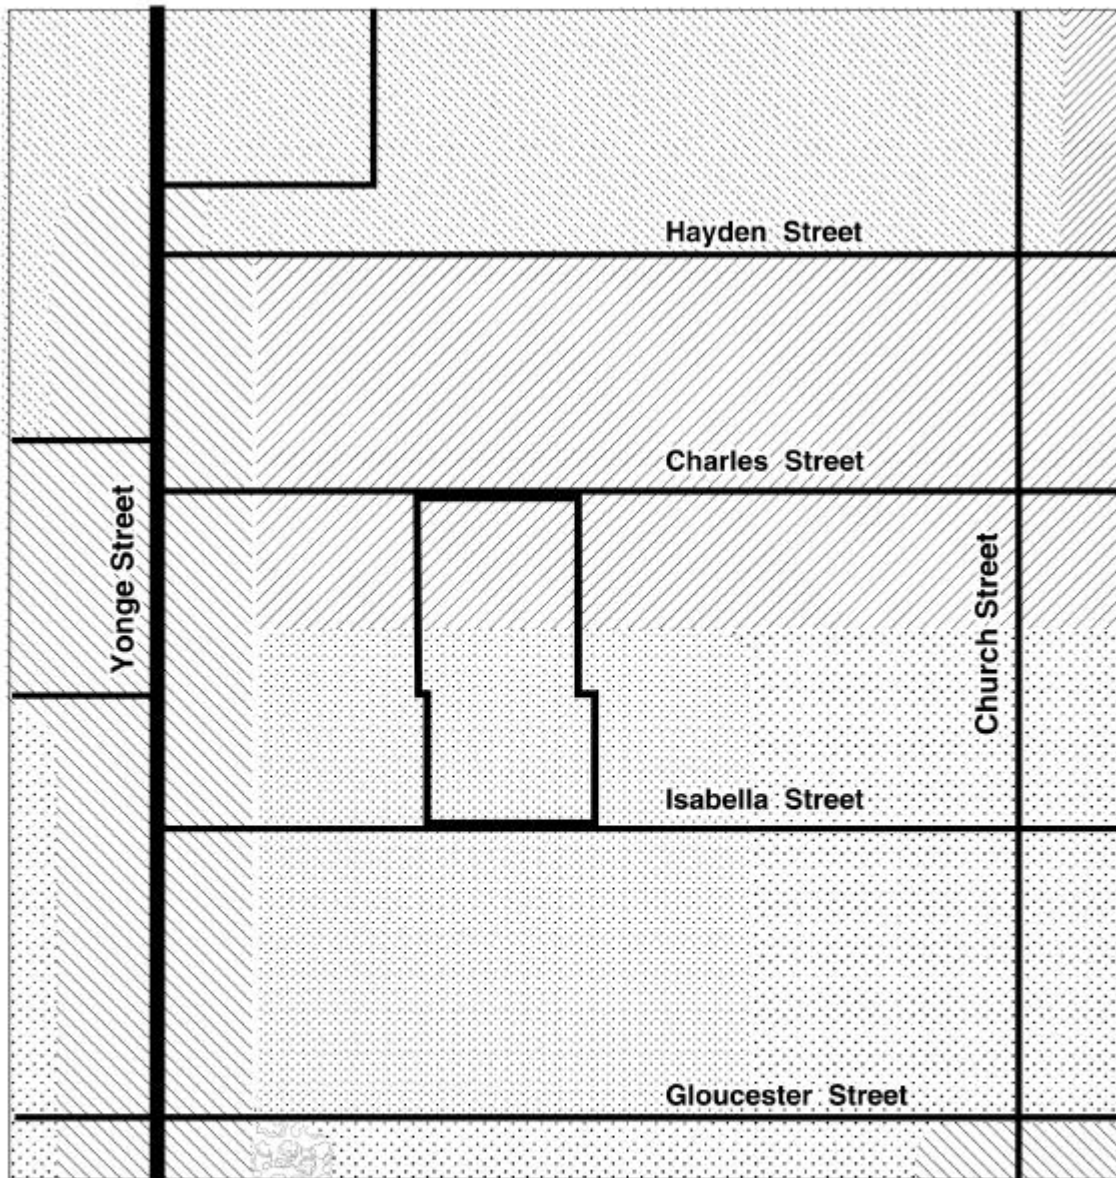 Hayden Street
Charles Street
Yonge Street
Church Street
Isabella Street
Gloucester Street